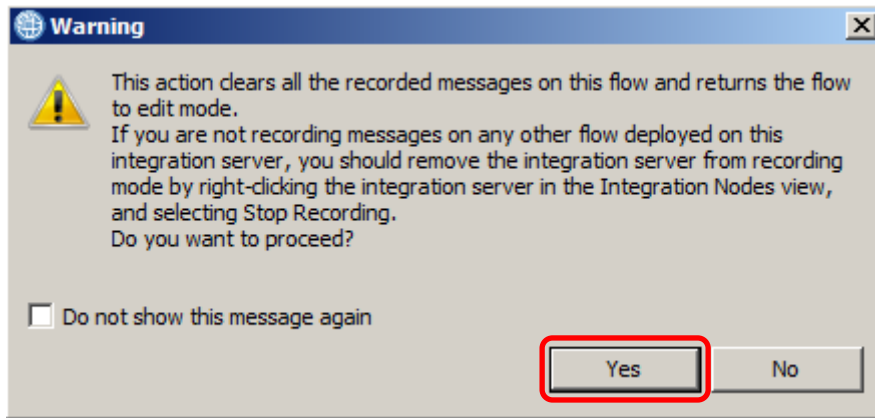 Warning
This action clears all the recorded messages on this flow and returns the flow
to edit mode.
If you are not recording messages on any other flow deployed on this
integration server, you should remove the integration server from recording
mode by right-clicking the integration server in the Integration Nodes view,
and selecting Stop Recording.
Do you want to proceed?
Do not show this message again
Yes
No